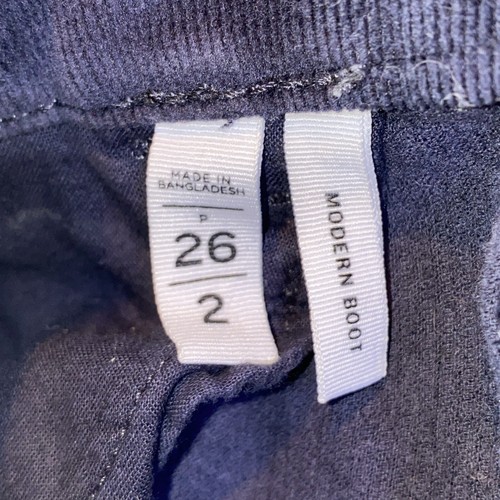 MADE IN
BANGLADESH
P
26
2
MODERN BOOT